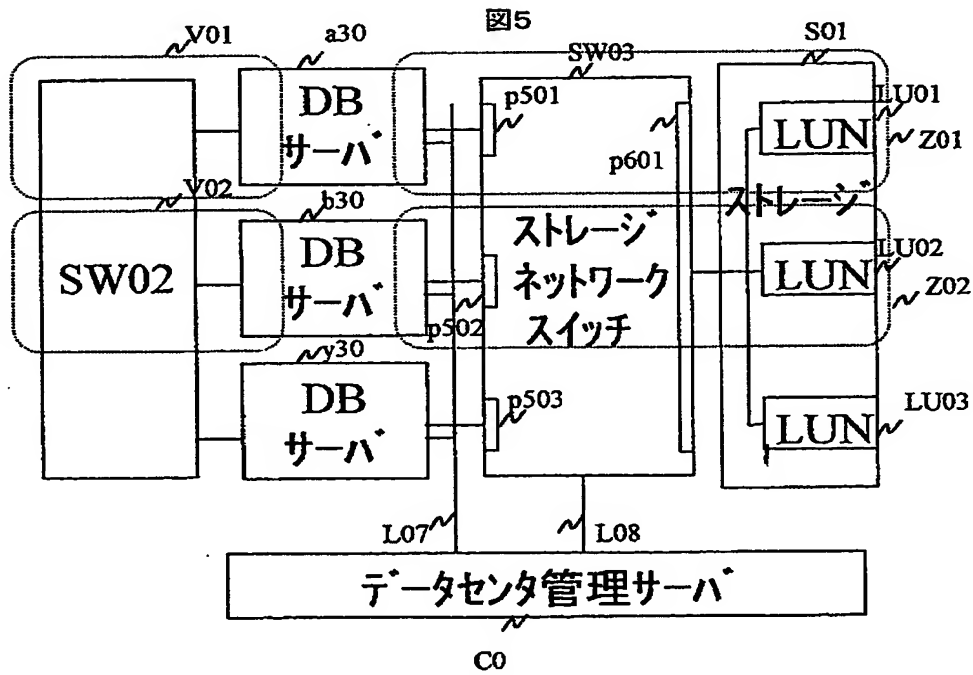 図5
V01
a30
SW03
S01
DB
サーバ
p501
p601
LU01
LUN
Z01
V02
b30
ストレージ
SW02
DB
サーバ
p502
ストレージ
ネットワーク
スイッチ
LU02
LUN
Z02
y30
DB
サーバ
p503
LU03
LUN
L07
L08
データセンタ管理サーバ
C0